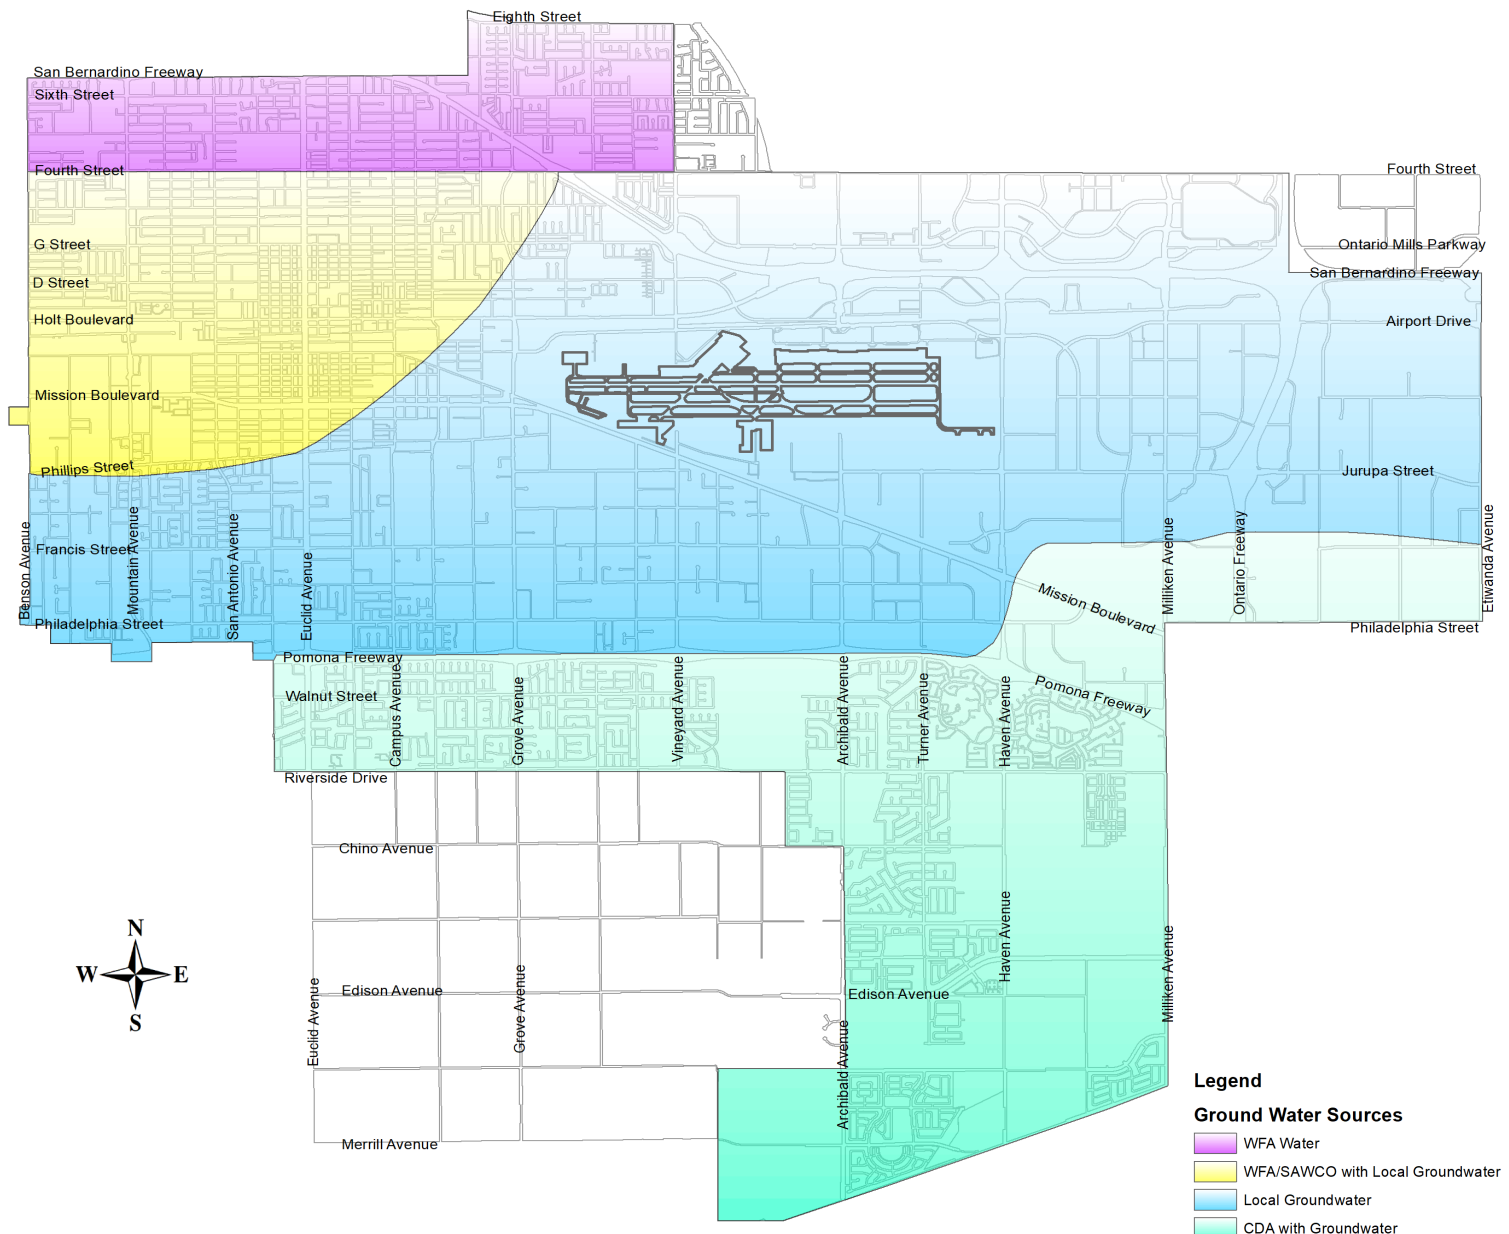 Eighth Street
San Bernardino Freeway
Sixth Street
Fourth Street
Fourth Street
G Street
Ontario Mills Parkway
San Bernardino Freeway
D Street
Holt Boulevard
Airport Drive
Mission Boulevard
Phillips Street
Jurupa Street
Benson Avenue
Mountain Avenue
San Antonio Avenue
Euclid Avenue
Francis Street
Milliken Avenue
Ontario Freeway
Etiwanda Avenue
Mission Boulevard
Philadelphia Street
Philadelphia Street
Pomona Freeway
Walnut Street
Campus Avenue
Grove Avenue
Vineyard Avenue
Archibald Avenue
Turner Avenue
Haven Avenue
Pomona Freeway
Riverside Drive
Chino Avenue
Haven Avenue
Milliken Avenue
N
W
E
S
Edison Avenue
Edison Avenue
Euclid Avenue
Grove Avenue
Archibald Avenue
Merrill Avenue
Legend
Ground Water Sources
WFA Water
WFA/SAWCO with Local Groundwater
Local Groundwater
CDA with Groundwater